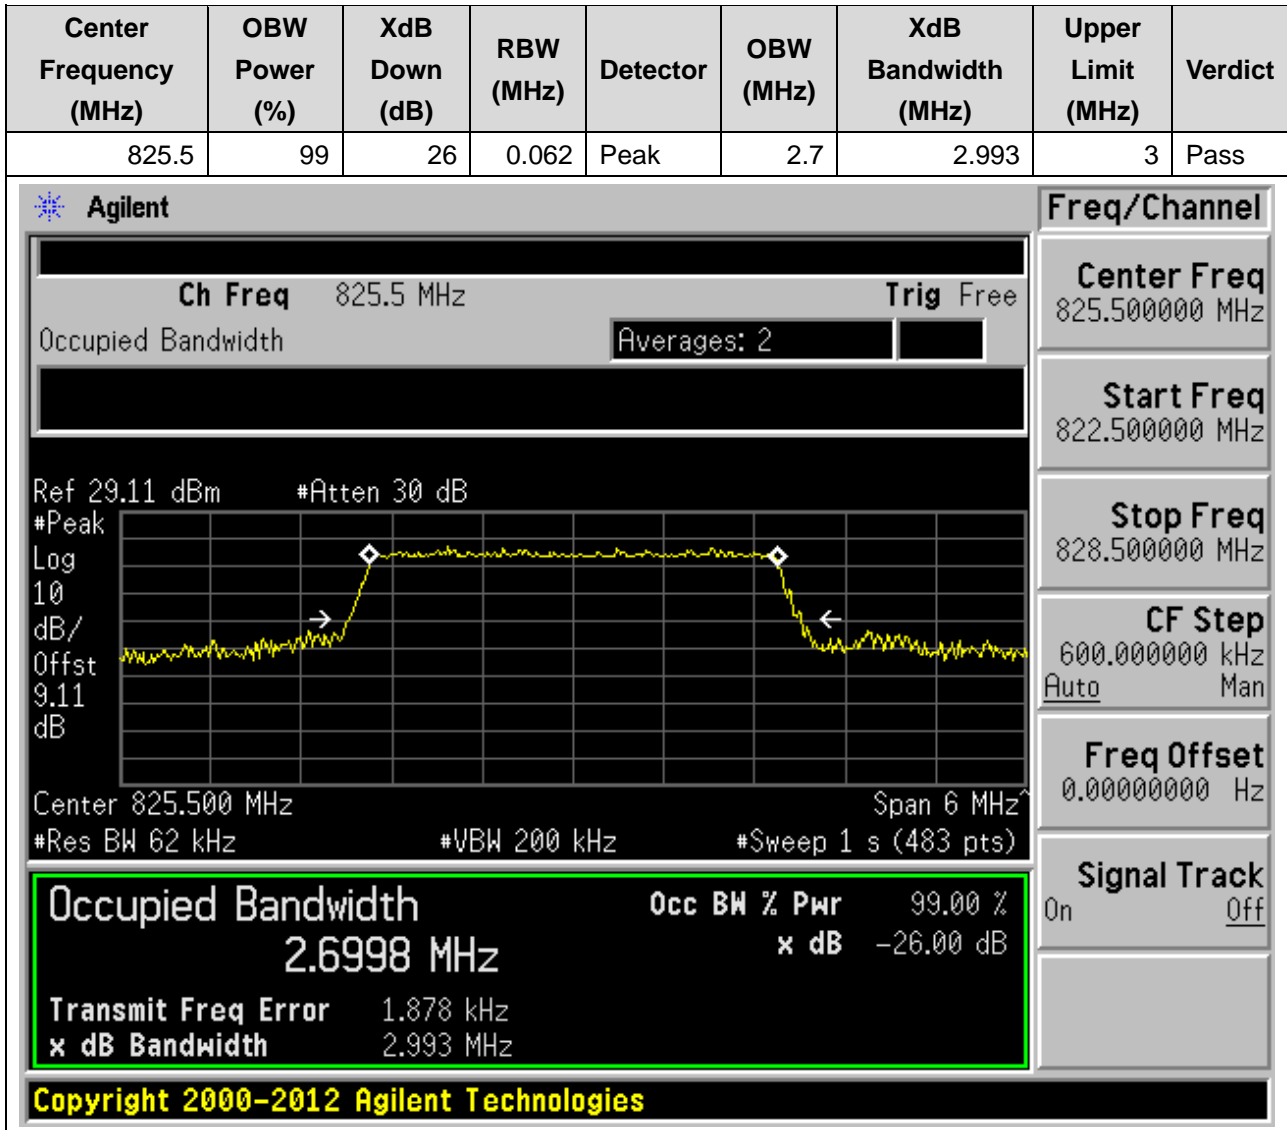 Center Frequency (MHz) OBW Power (%) XdB Down (dB) RBW (MHz) Detector OBW (MHz) XdB Bandwidth (MHz) Upper Limit (MHz) Verdict
825.5 99 26 0.062 Peak 2.7 2.993 3 Pass
Agilent
Freq/Channel
Ch Freq 825.5 MHz Trig Free
Occupied Bandwidth Averages: 2
Center Freq
825.500000 MHz
Start Freq
822.500000 MHz
Stop Freq
828.500000 MHz
CF Step
600.000000 kHz
Auto Man
Freq Offset
0.00000000 Hz
Signal Track
On Off
Ref 29.11 dBm #Atten 30 dB
#Peak
Log
10
dB/
Offst
9.11
dB
Center 825.500 MHz Span 6 MHz^
#Res BW 62 kHz #VBW 200 kHz #Sweep 1 s (483 pts)
Occupied Bandwidth Occ BW % Pwr 99.00 %
2.6998 MHz x dB -26.00 dB
Transmit Freq Error 1.878 kHz
x dB Bandwidth 2.993 MHz
Copyright 2000-2012 Agilent Technologies